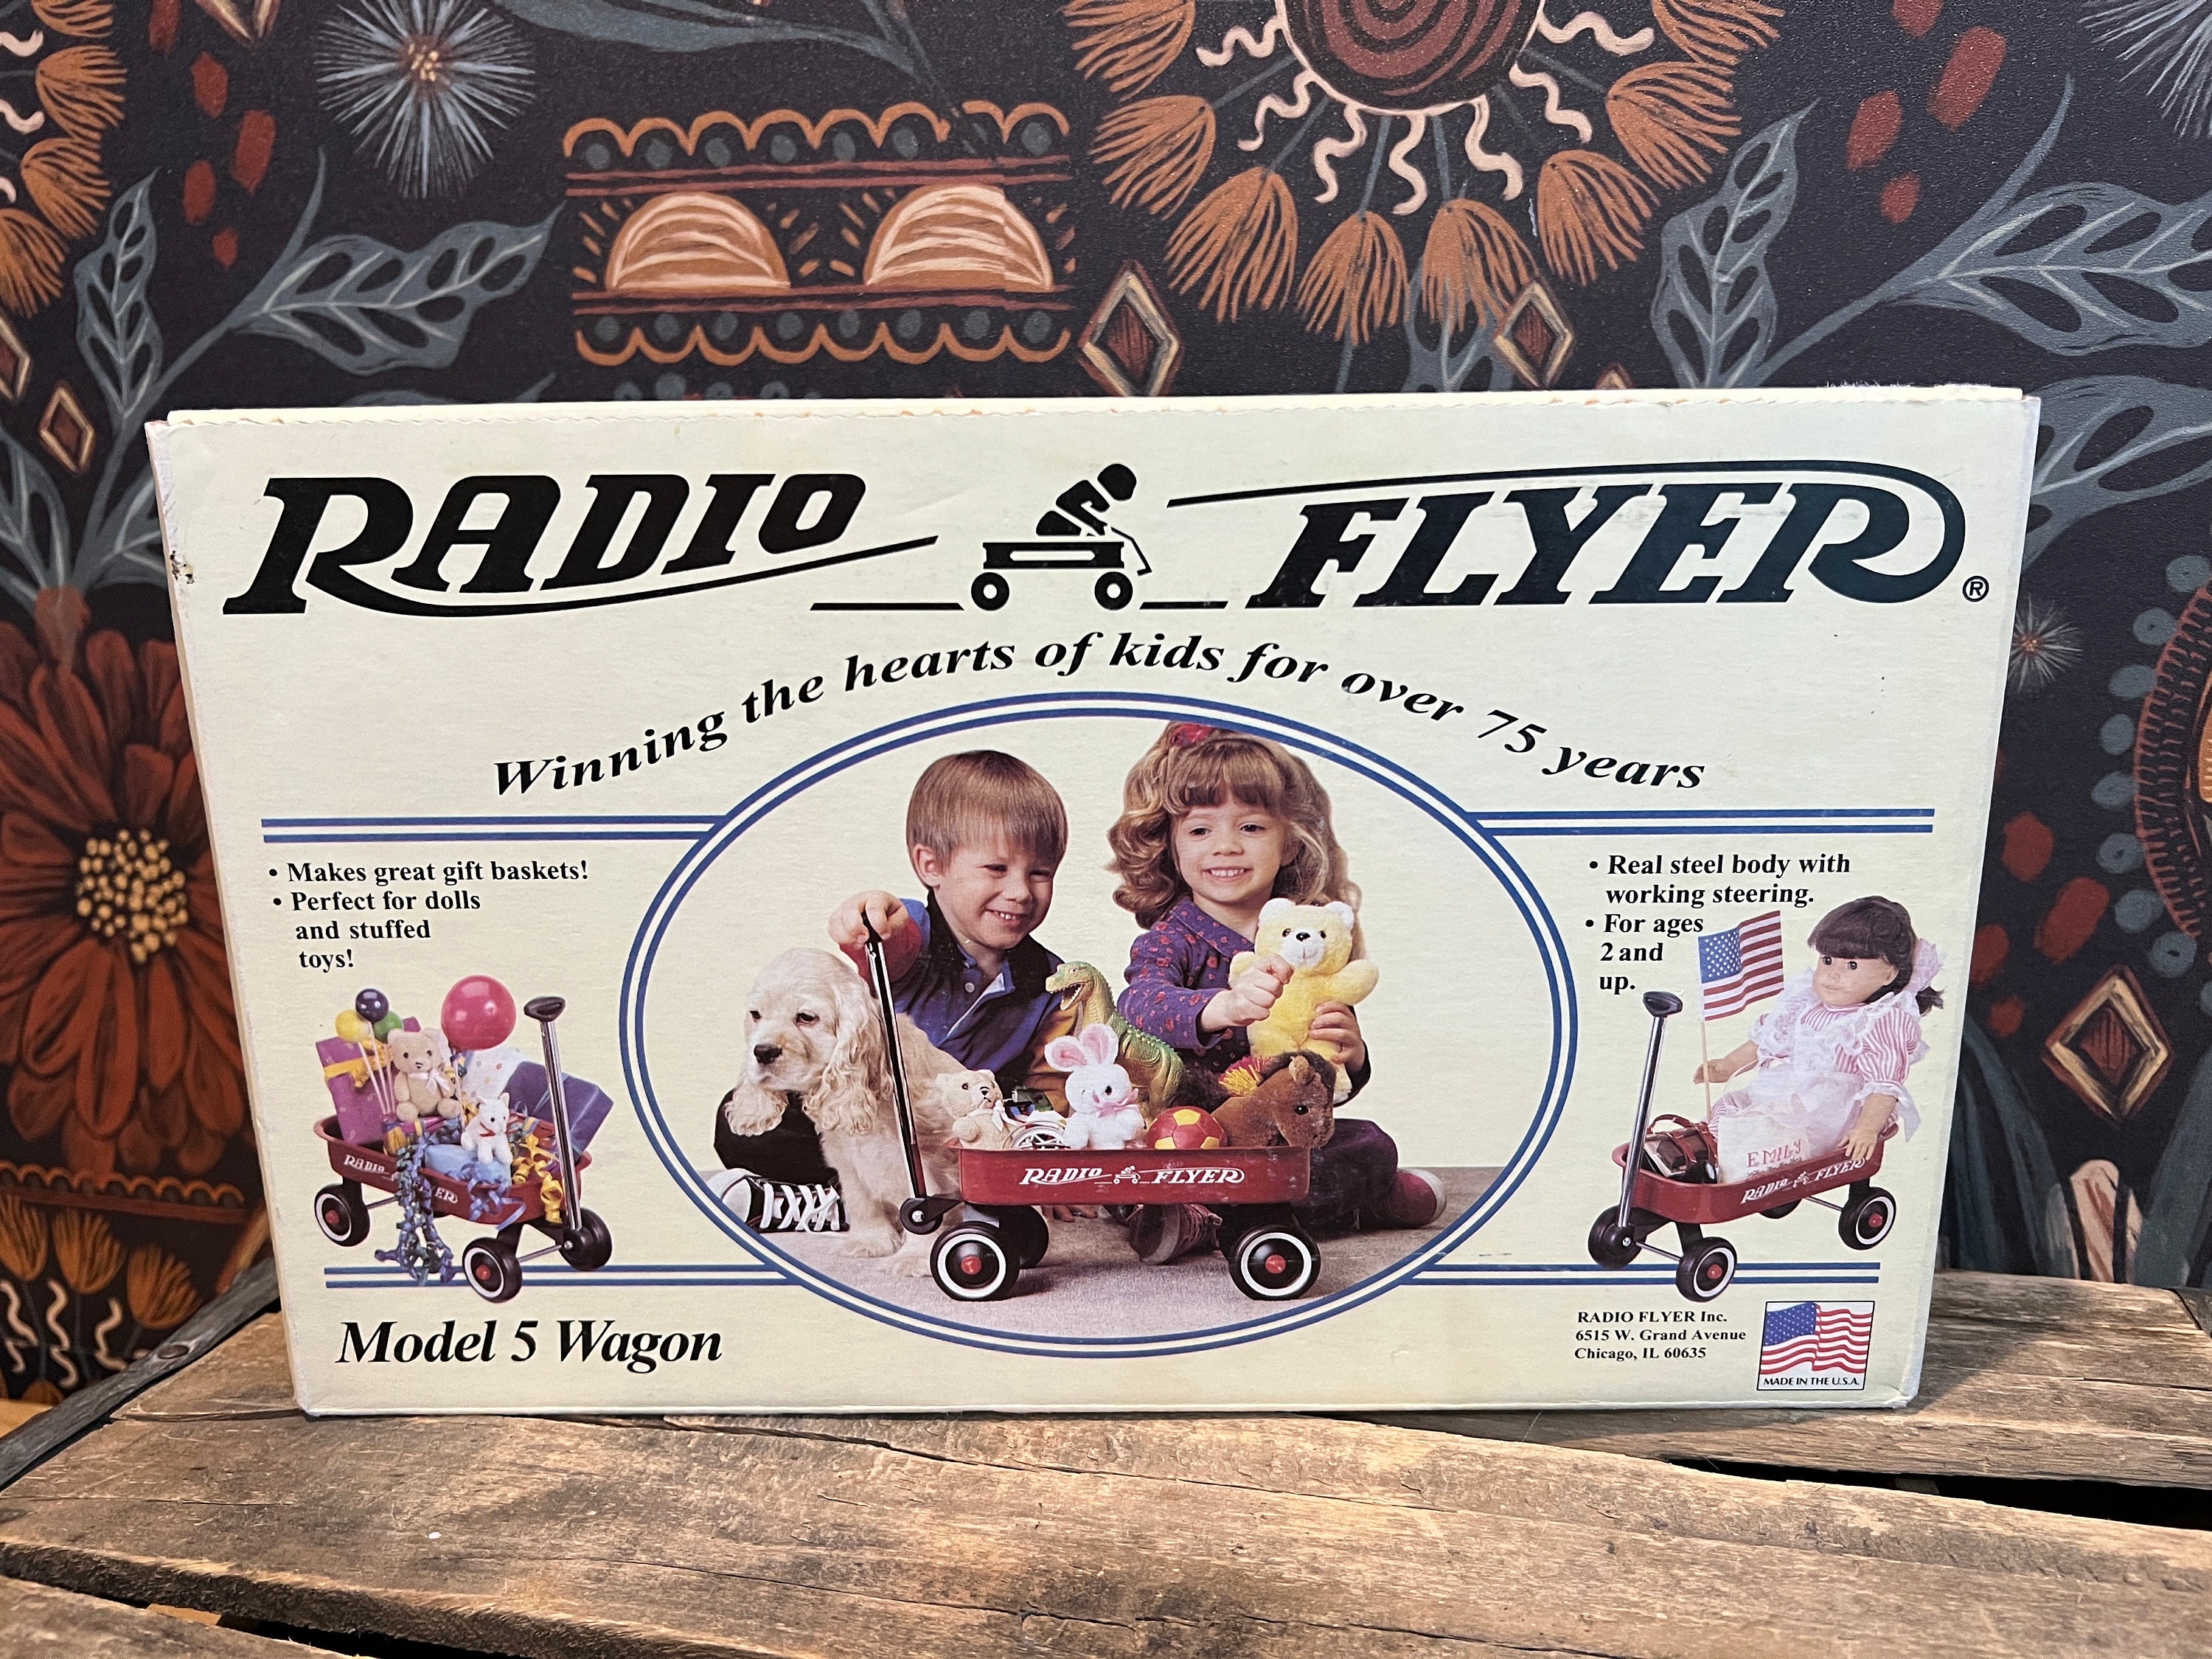 RADIO FLYER®
Winning the hearts of kids for over 75 years
• Makes great gift baskets!
• Perfect for dolls
and stuffed
toys!
• Real steel body with
working steering.
• For ages
2 and
up.
RADIO FLYER
RADIO FLYER
EMILY
RADIO FLYER
Model 5 Wagon
RADIO FLYER Inc.
6515 W. Grand Avenue
Chicago, IL 60635
MADE IN THE U.S.A.